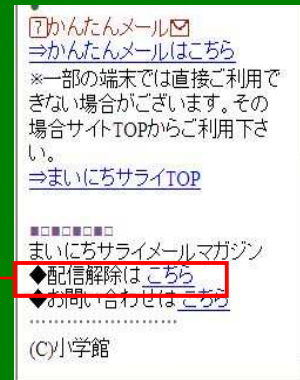 ?かんたんメール
⇒かんたんメールはこちら
※一部の端末では直接ご利用で
きない場合がございます。その
場合サイトTOPからご利用下さ
い。
⇒まいにちサライTOP
■□■□■□■
まいにちサライメールマガジン
◆配信解除は こちら
◆お問い合わせは こちら
........................
(C)小学館